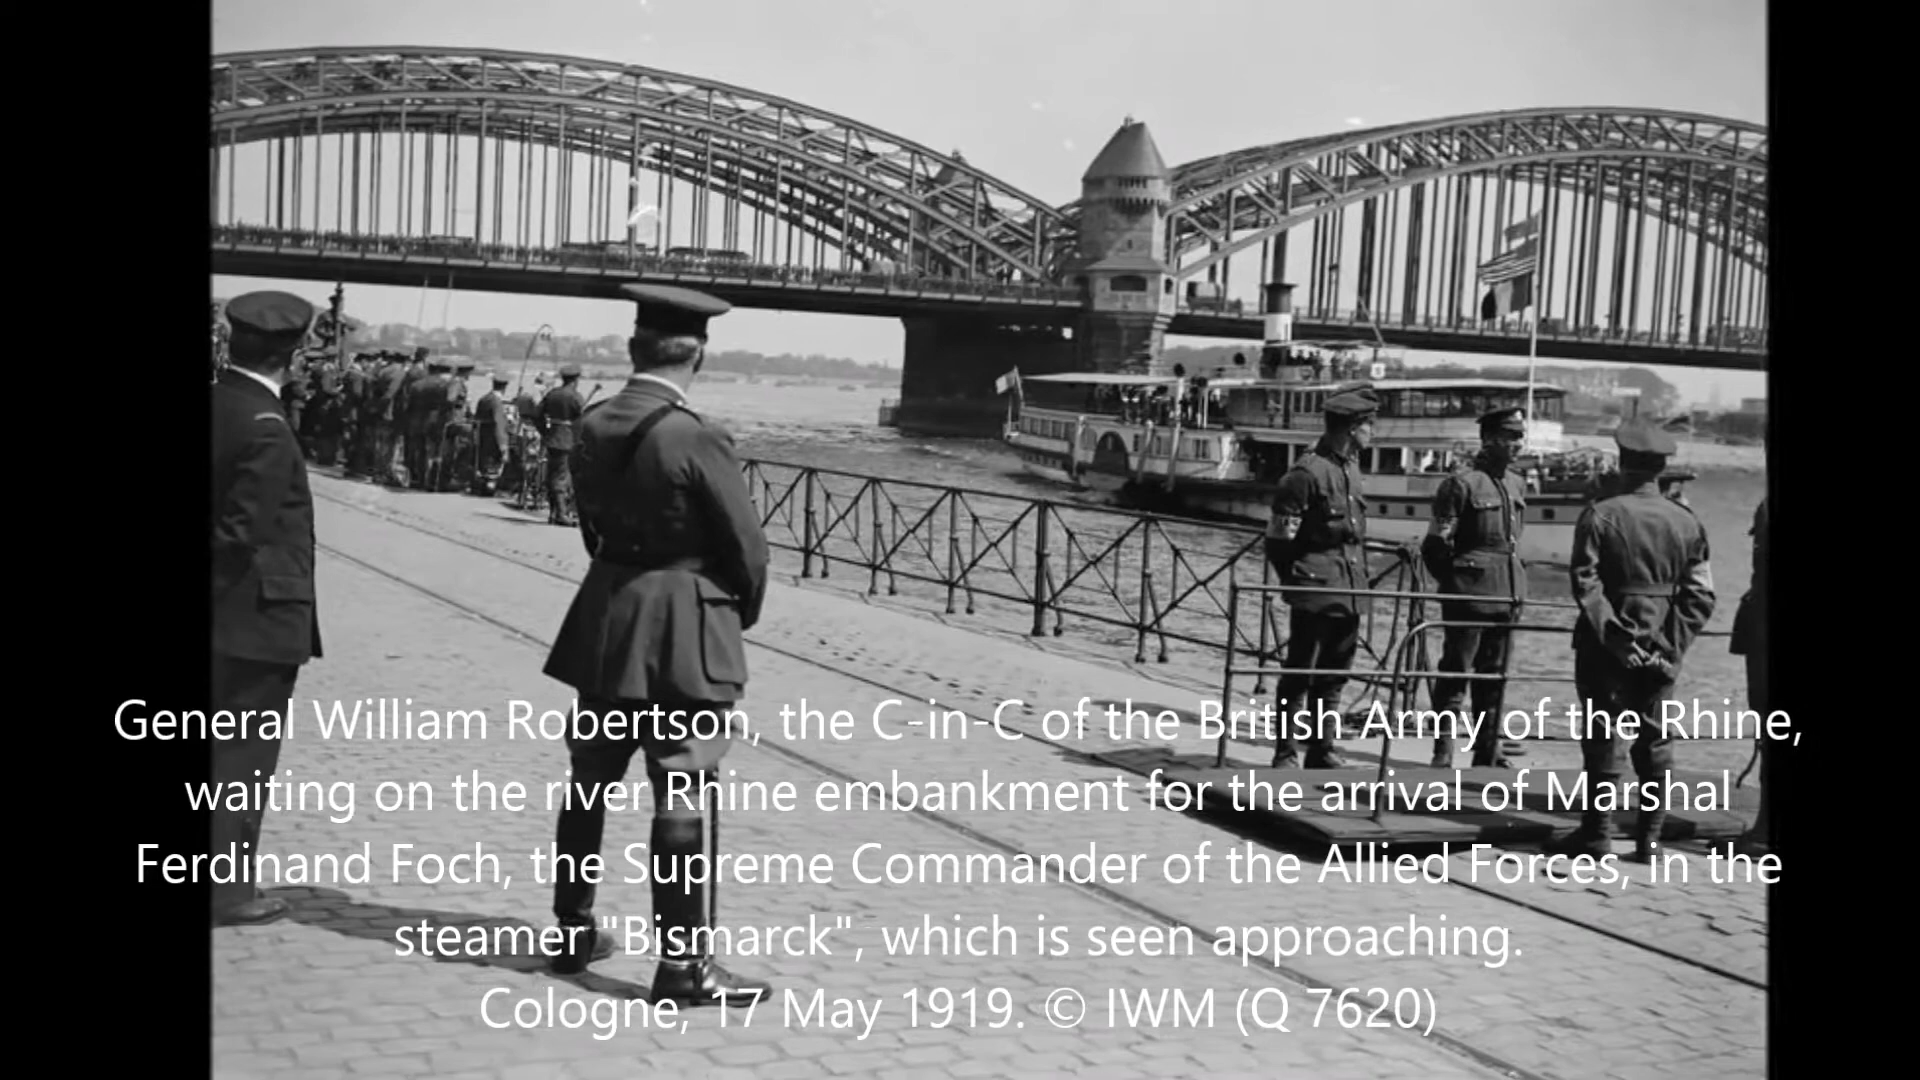 General William Robertson, the C-in-C of the British Army of the Rhine,
waiting on the river Rhine embankment for the arrival of Marshal
Ferdinand Foch, the Supreme Commander of the Allied Forces, in the
steamer "Bismarck", which is seen approaching.
Cologne, 17 May 1919. © IWM (Q 7620)